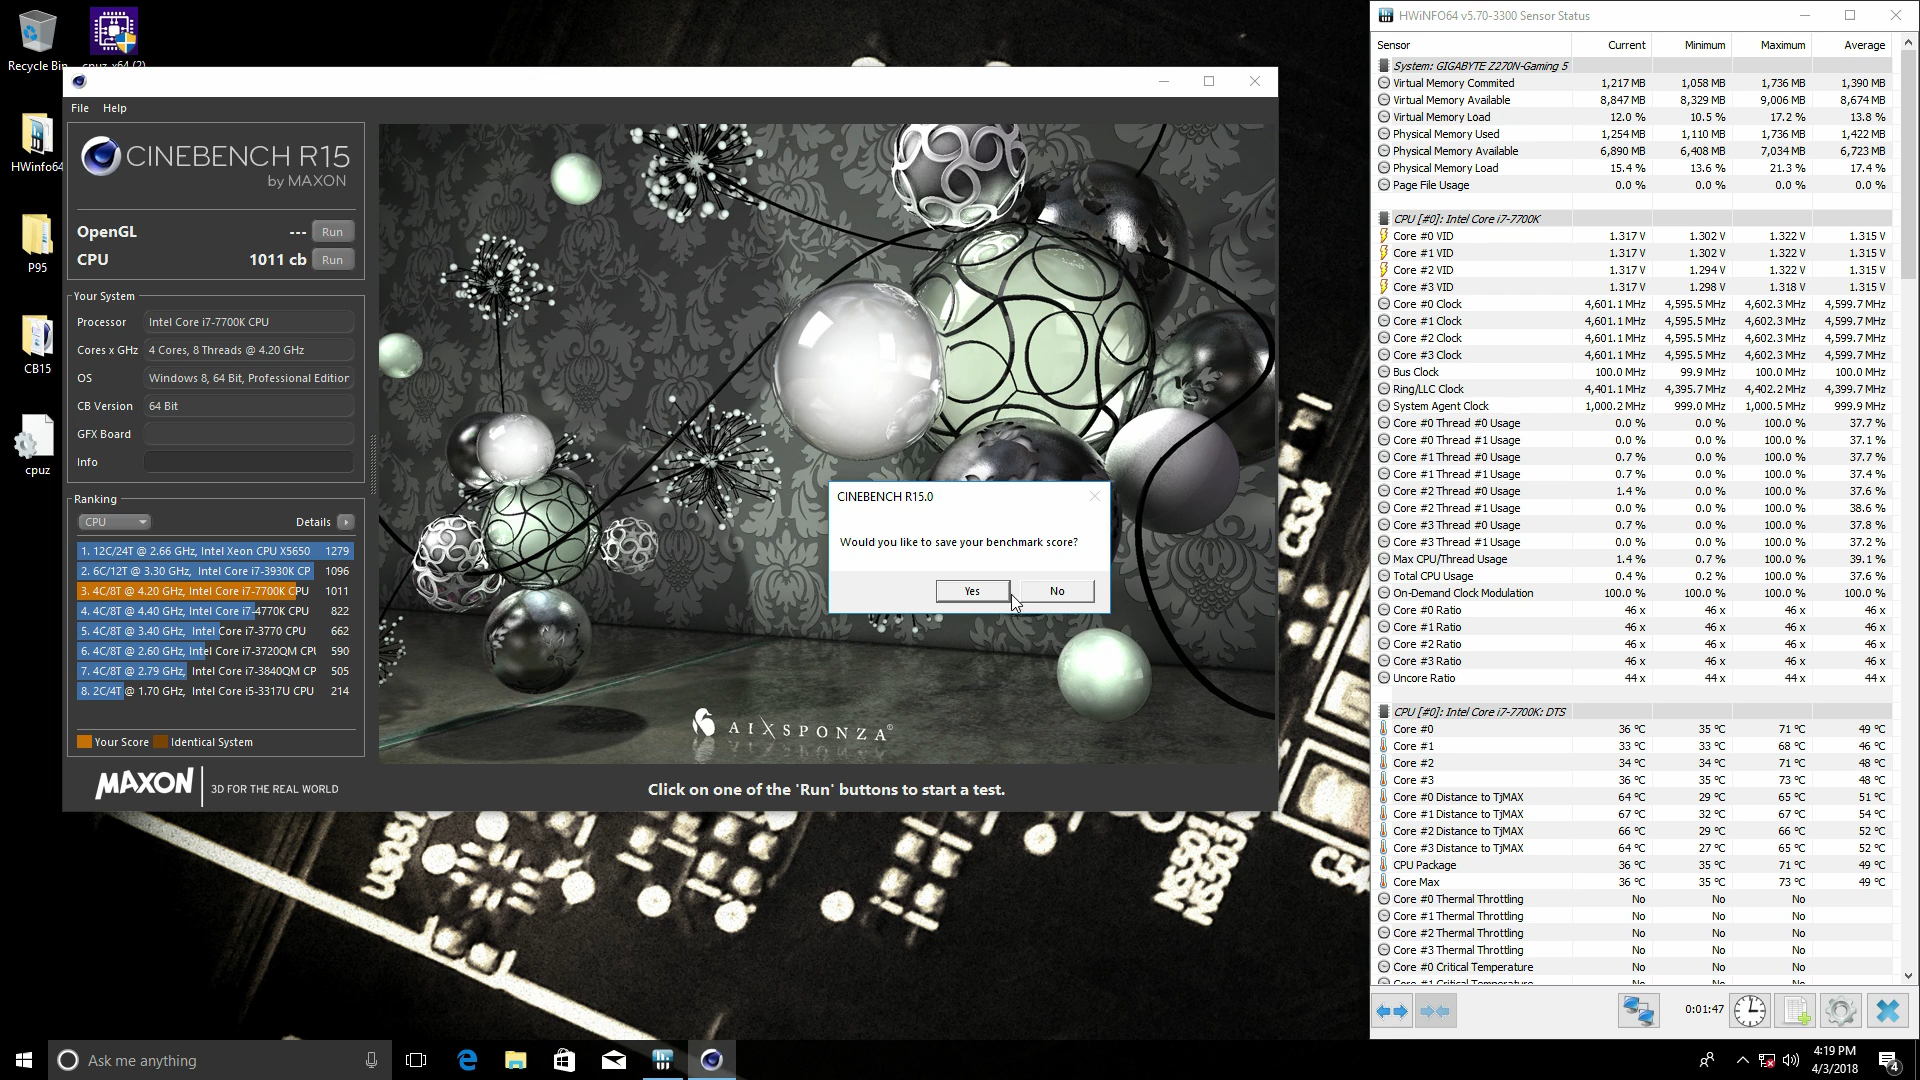 Recycle Bin
cpuz_x64 (2)
HWinfo64
P95
CB15
cpuz
File Help
CINEBENCH R15
by MAXON
OpenGL --- Run
CPU 1011 cb Run
Your System
Processor Intel Core i7-7700K CPU
Cores x GHz 4 Cores, 8 Threads @ 4.20 GHz
OS Windows 8, 64 Bit, Professional Edition
CB Version 64 Bit
GFX Board
Info
Ranking
CPU Details
1. 12C/24T @ 2.66 GHz, Intel Xeon CPU X5650 1279
2. 6C/12T @ 3.30 GHz, Intel Core i7-3930K CP 1096
3. 4C/8T @ 4.20 GHz, Intel Core i7-7700K CPU 1011
4. 4C/8T @ 4.40 GHz, Intel Core i7-4770K CPU 822
5. 4C/8T @ 3.40 GHz, Intel Core i7-3770 CPU 662
6. 4C/8T @ 2.60 GHz, Intel Core i7-3720QM CPU 590
7. 4C/8T @ 2.79 GHz, Intel Core i7-3840QM CP 505
8. 2C/4T @ 1.70 GHz, Intel Core i5-3317U CPU 214
Your Score Identical System
MAXON 3D FOR THE REAL WORLD
AIXSPONZA®
Click on one of the 'Run' buttons to start a test.
CINEBENCH R15.0
Would you like to save your benchmark score?
Yes No
HWiNFO64 v5.70-3300 Sensor Status
Sensor Current Minimum Maximum Average
System: GIGABYTE Z270N-Gaming 5
Virtual Memory Commited 1,217 MB 1,058 MB 1,736 MB 1,390 MB
Virtual Memory Available 8,847 MB 8,329 MB 9,006 MB 8,674 MB
Virtual Memory Load 12.0 % 10.5 % 17.2 % 13.8 %
Physical Memory Used 1,254 MB 1,110 MB 1,736 MB 1,422 MB
Physical Memory Available 6,890 MB 6,408 MB 7,034 MB 6,723 MB
Physical Memory Load 15.4 % 13.6 % 21.3 % 17.4 %
Page File Usage 0.0 % 0.0 % 0.0 % 0.0 %
CPU [#0]: Intel Core i7-7700K
Core #0 VID 1.317 V 1.302 V 1.322 V 1.315 V
Core #1 VID 1.317 V 1.302 V 1.322 V 1.315 V
Core #2 VID 1.317 V 1.294 V 1.322 V 1.315 V
Core #3 VID 1.317 V 1.298 V 1.318 V 1.315 V
Core #0 Clock 4,601.1 MHz 4,595.5 MHz 4,602.3 MHz 4,599.7 MHz
Core #1 Clock 4,601.1 MHz 4,595.5 MHz 4,602.3 MHz 4,599.7 MHz
Core #2 Clock 4,601.1 MHz 4,595.5 MHz 4,602.3 MHz 4,599.7 MHz
Core #3 Clock 4,601.1 MHz 4,595.5 MHz 4,602.3 MHz 4,599.7 MHz
Bus Clock 100.0 MHz 99.9 MHz 100.0 MHz 100.0 MHz
Ring/LLC Clock 4,401.1 MHz 4,395.7 MHz 4,402.2 MHz 4,399.7 MHz
System Agent Clock 1,000.2 MHz 999.0 MHz 1,000.5 MHz 999.9 MHz
Core #0 Thread #0 Usage 0.0 % 0.0 % 100.0 % 37.7 %
Core #0 Thread #1 Usage 0.0 % 0.0 % 100.0 % 37.1 %
Core #1 Thread #0 Usage 0.7 % 0.0 % 100.0 % 37.7 %
Core #1 Thread #1 Usage 0.7 % 0.0 % 100.0 % 37.4 %
Core #2 Thread #0 Usage 1.4 % 0.0 % 100.0 % 37.6 %
Core #2 Thread #1 Usage 0.0 % 0.0 % 100.0 % 38.6 %
Core #3 Thread #0 Usage 0.7 % 0.0 % 100.0 % 37.8 %
Core #3 Thread #1 Usage 0.0 % 0.0 % 100.0 % 37.2 %
Max CPU/Thread Usage 1.4 % 0.7 % 100.0 % 39.1 %
Total CPU Usage 0.4 % 0.2 % 100.0 % 37.6 %
On-Demand Clock Modulation 100.0 % 100.0 % 100.0 % 100.0 %
Core #0 Ratio 46 x 46 x 46 x 46 x
Core #1 Ratio 46 x 46 x 46 x 46 x
Core #2 Ratio 46 x 46 x 46 x 46 x
Core #3 Ratio 46 x 46 x 46 x 46 x
Uncore Ratio 44 x 44 x 44 x 44 x
CPU [#0]: Intel Core i7-7700K: DTS
Core #0 36 °C 35 °C 71 °C 49 °C
Core #1 33 °C 33 °C 68 °C 46 °C
Core #2 34 °C 34 °C 71 °C 48 °C
Core #3 36 °C 35 °C 73 °C 48 °C
Core #0 Distance to TjMAX 64 °C 29 °C 65 °C 51 °C
Core #1 Distance to TjMAX 67 °C 32 °C 67 °C 54 °C
Core #2 Distance to TjMAX 66 °C 29 °C 66 °C 52 °C
Core #3 Distance to TjMAX 64 °C 27 °C 65 °C 52 °C
CPU Package 36 °C 35 °C 71 °C 49 °C
Core Max 36 °C 35 °C 73 °C 49 °C
Core #0 Thermal Throttling No No No
Core #1 Thermal Throttling No No No
Core #2 Thermal Throttling No No No
Core #3 Thermal Throttling No No No
Core #0 Critical Temperature No No No
Core #1 Critical Temperature
0:01:47
Ask me anything
4:19 PM
4/3/2018
4